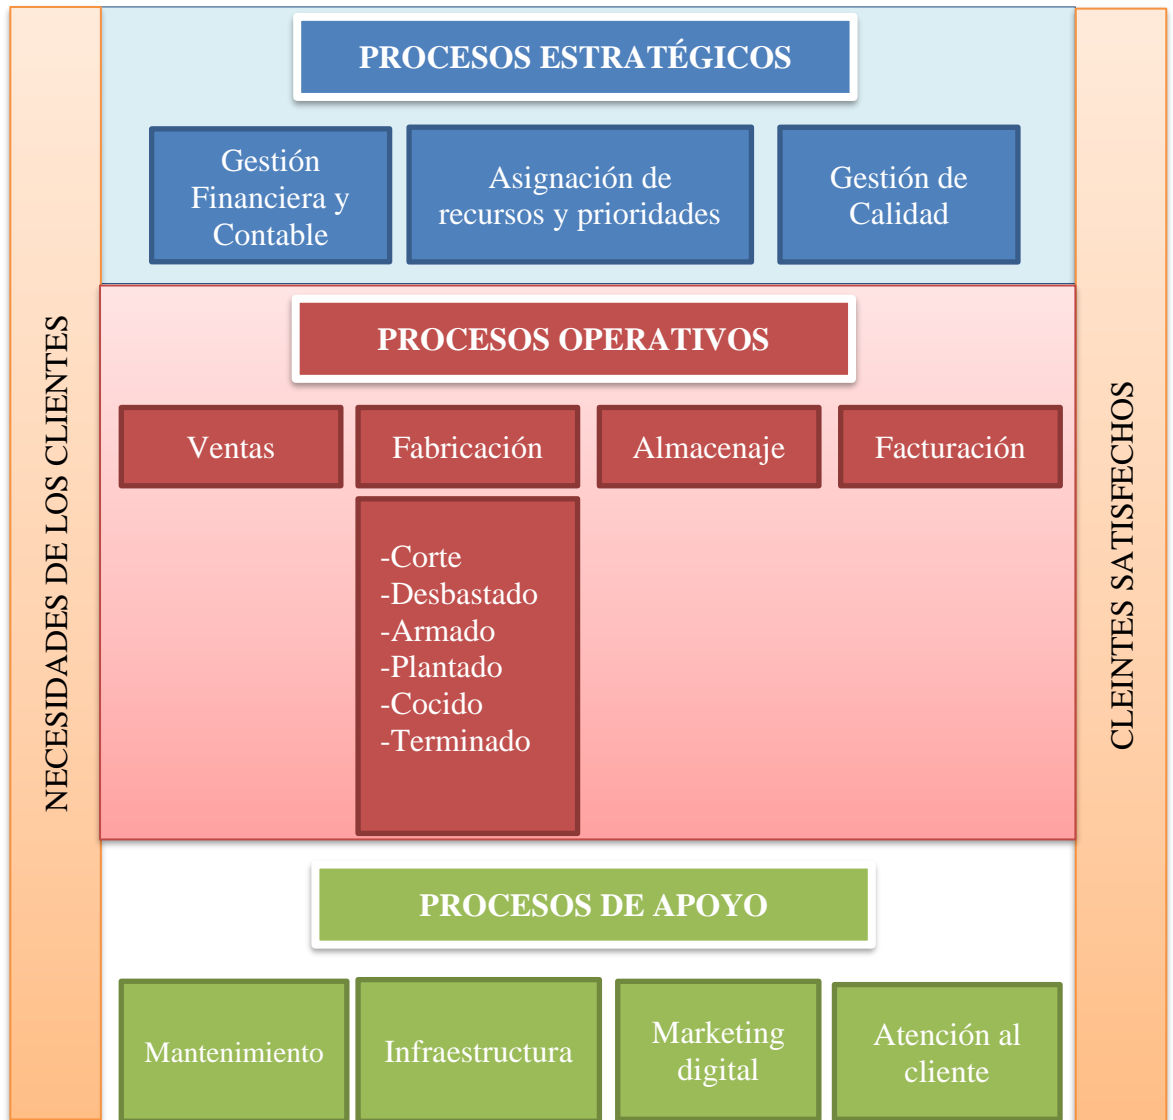 NECESIDADES DE LOS CLIENTES
PROCESOS ESTRATÉGICOS
Gestión
Financiera y
Contable
Asignación de
recursos y prioridades
Gestión de
Calidad
PROCESOS OPERATIVOS
Ventas
Fabricación
Almacenaje
Facturación
-Corte
-Desbastado
-Armado
-Plantado
-Cocido
-Terminado
PROCESOS DE APOYO
Mantenimiento
Infraestructura
Marketing
digital
Atención al
cliente
CLEINTES SATISFECHOS